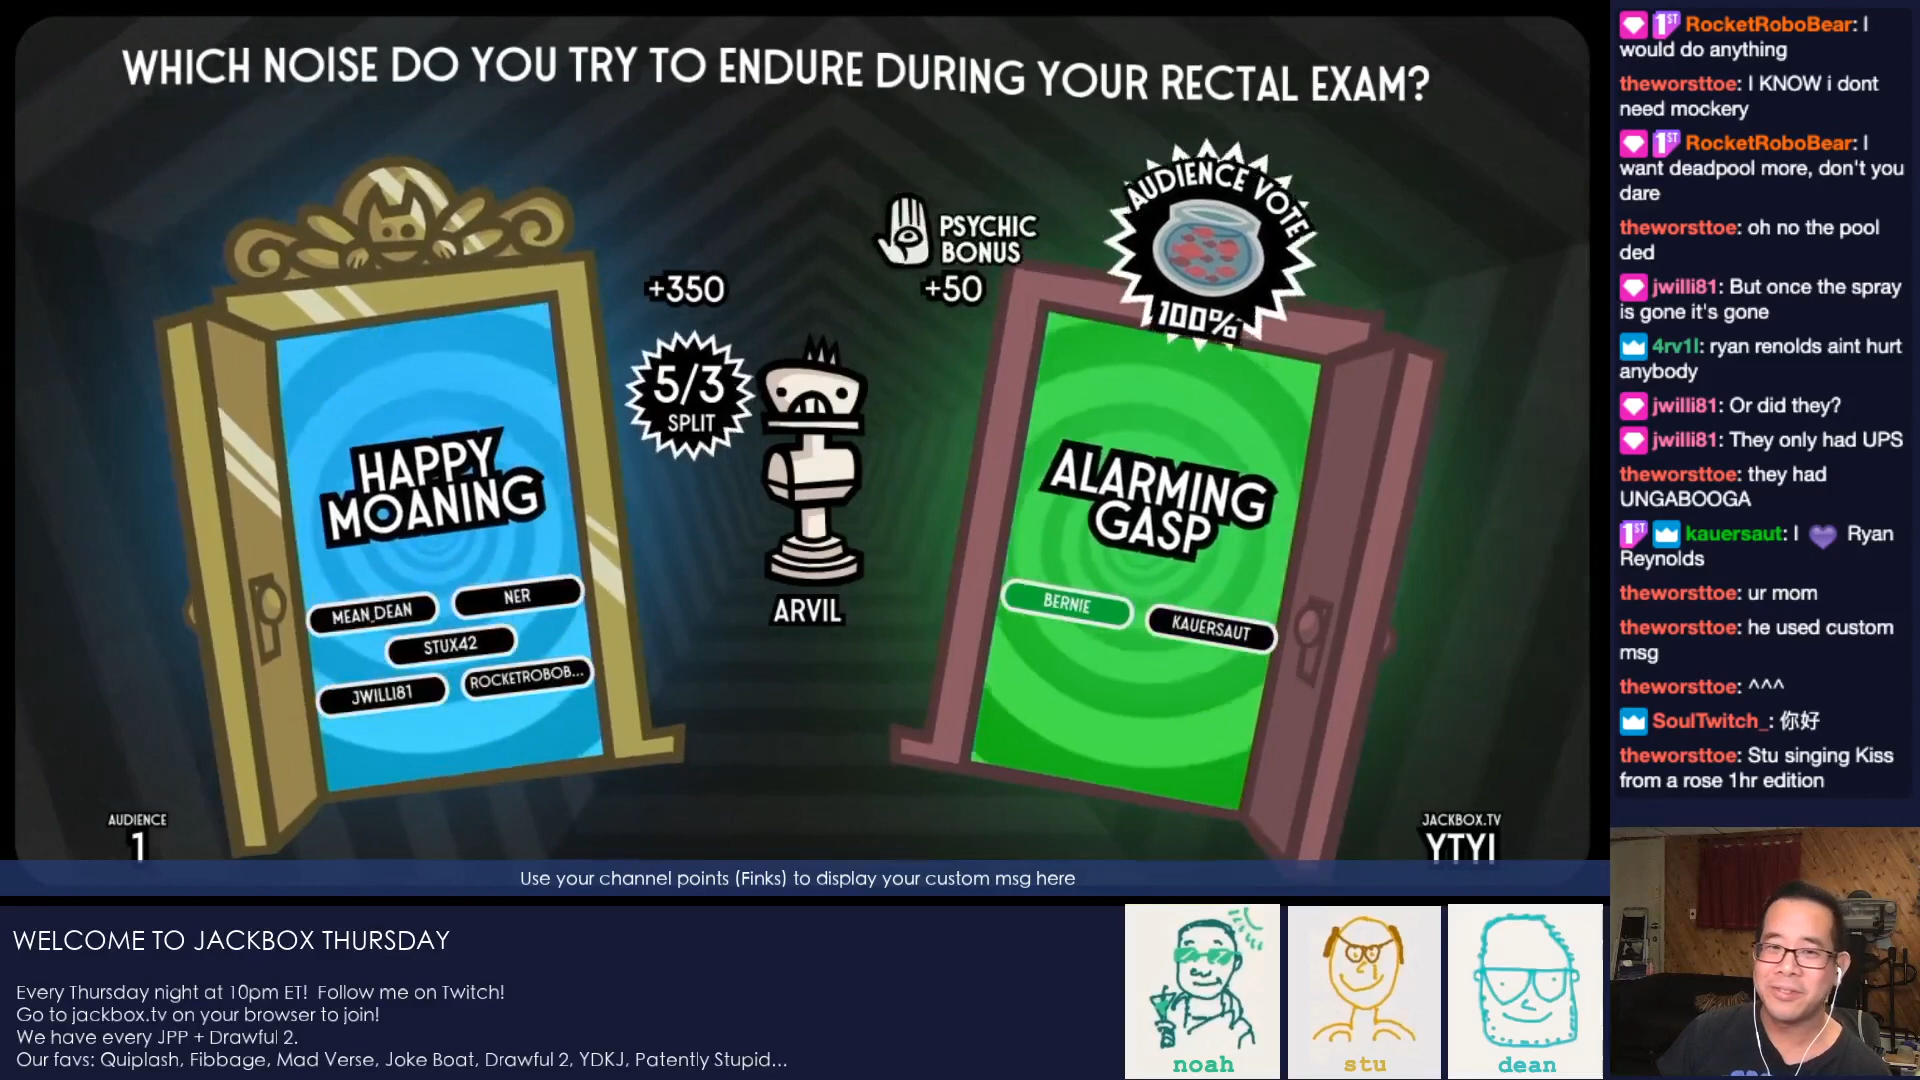 WHICH NOISE DO YOU TRY TO ENDURE DURING YOUR RECTAL EXAM?
AUDIENCE VOTE
100%
PSYCHIC
BONUS
+50
+350
5/3
SPLIT
HAPPY
MOANING
MEAN_DEAN
NER
STUX42
JWILLI81
ROCKETROBOB...
ARVIL
ALARMING
GASP
BERNIE
KAUERSAUT
AUDIENCE
1
JACKBOX.TV
YTYI
Use your channel points (Finks) to display your custom msg here
WELCOME TO JACKBOX THURSDAY
Every Thursday night at 10pm ET! Follow me on Twitch!
Go to jackbox.tv on your browser to join!
We have every JPP + Drawful 2.
Our favs: Quiplash, Fibbage, Mad Verse, Joke Boat, Drawful 2, YDKJ, Patently Stupid...
noah
stu
dean
1ST RocketRoboBear: I
would do anything
theworsttoe: I KNOW i dont
need mockery
1ST RocketRoboBear: I
want deadpool more, don't you
dare
theworsttoe: oh no the pool
ded
jwilli81: But once the spray
is gone it's gone
4rv1l: ryan renolds aint hurt
anybody
jwilli81: Or did they?
jwilli81: They only had UPS
theworsttoe: they had
UNGABOOGA
1ST kauersaut: I 💜 Ryan
Reynolds
theworsttoe: ur mom
theworsttoe: he used custom
msg
theworsttoe: ^^^
SoulTwitch_: 你好
theworsttoe: Stu singing Kiss
from a rose 1hr edition